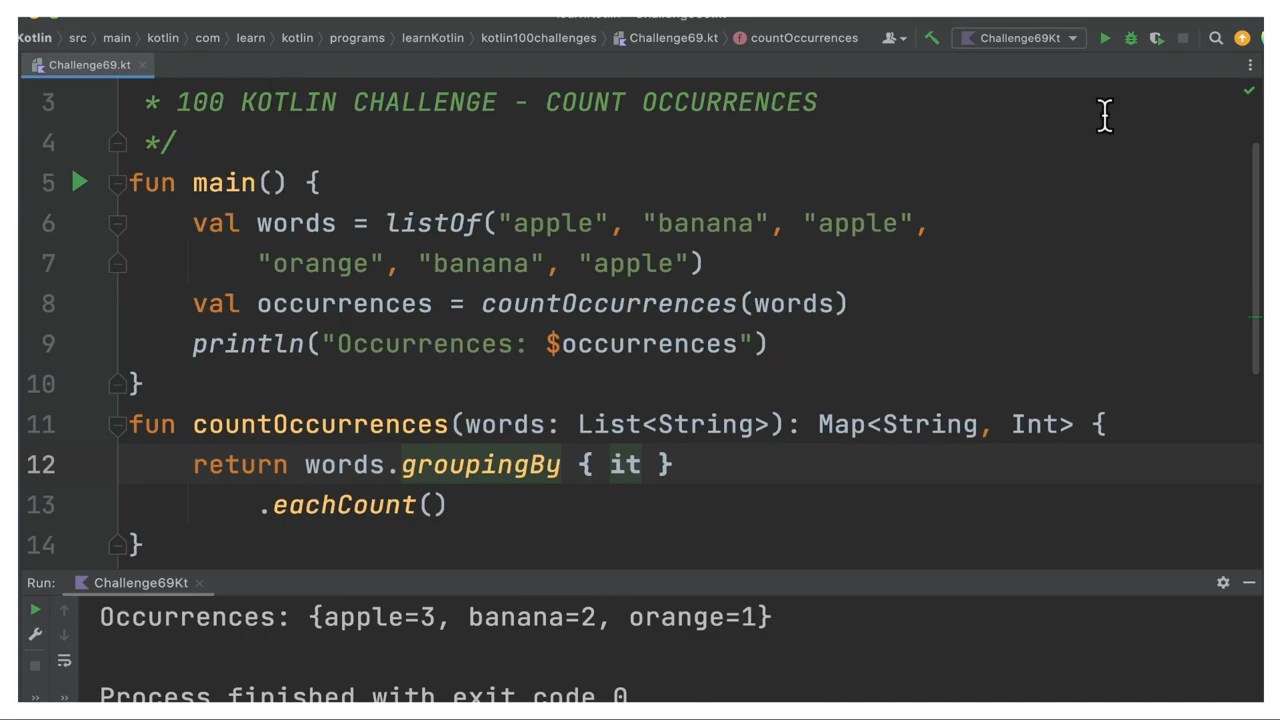 Kotlin src main kotlin com learn kotlin programs learnKotlin kotlin100challenges Challenge69.kt countOccurrences Challenge69Kt
Challenge69.kt
3 * 100 KOTLIN CHALLENGE - COUNT OCCURRENCES
4 */
5 fun main() {
6 val words = listOf("apple", "banana", "apple",
7 "orange", "banana", "apple")
8 val occurrences = countOccurrences(words)
9 println("Occurrences: $occurrences")
10 }
11 fun countOccurrences(words: List<String>): Map<String, Int> {
12 return words.groupingBy { it }
13 .eachCount()
14 }
Run: Challenge69Kt
Occurrences: {apple=3, banana=2, orange=1}
Process finished with exit code 0